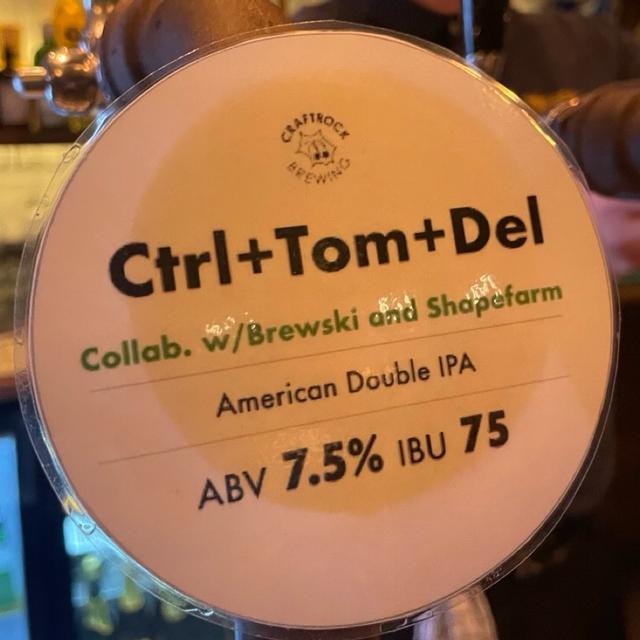 CRAFTROCK
BREWING
Ctrl+Tom+Del
Collab. w/Brewski and Shapefarm
American Double IPA
ABV 7.5% IBU 75